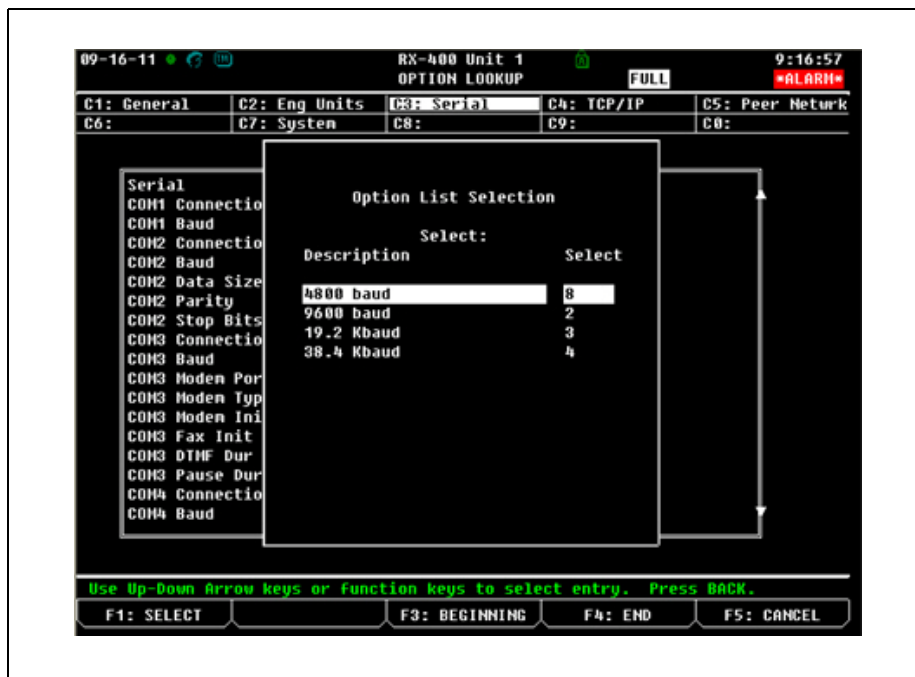 09-16-11 RX-400 Unit 1 9:16:57
OPTION LOOKUP FULL *ALARM*
C1: General C2: Eng Units C3: Serial C4: TCP/IP C5: Peer Neturk
C6: C7: System C8: C9: C0:
Option List Selection
Select:
Description Select
4800 baud 8
9600 baud 2
19.2 Kbaud 3
38.4 Kbaud 4
Serial
COM1 Connectio
COM1 Baud
COM2 Connectio
COM2 Baud
COM2 Data Size
COM2 Parity
COM2 Stop Bits
COM3 Connectio
COM3 Baud
COM3 Modem Por
COM3 Modem Typ
COM3 Modem Ini
COM3 Fax Init
COM3 DTMF Dur
COM3 Pause Dur
COM4 Connectio
COM4 Baud
Use Up-Down Arrow keys or function keys to select entry. Press BACK.
F1: SELECT F3: BEGINNING F4: END F5: CANCEL